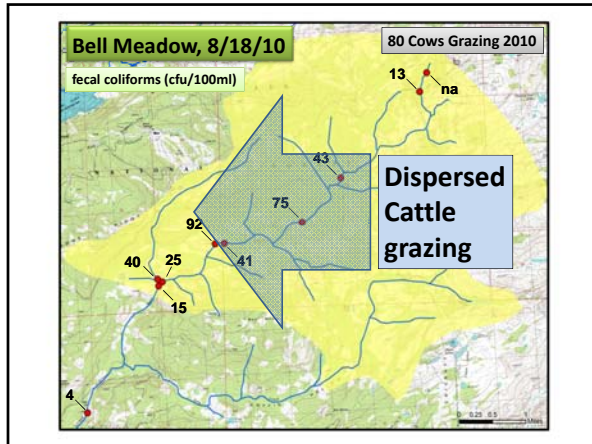 Bell Meadow, 8/18/10
80 Cows Grazing 2010
fecal coliforms (cfu/100ml)
13
na
43
Dispersed
Cattle
grazing
75
92
41
40
25
15
4
0 0.25 0.5 1
Miles